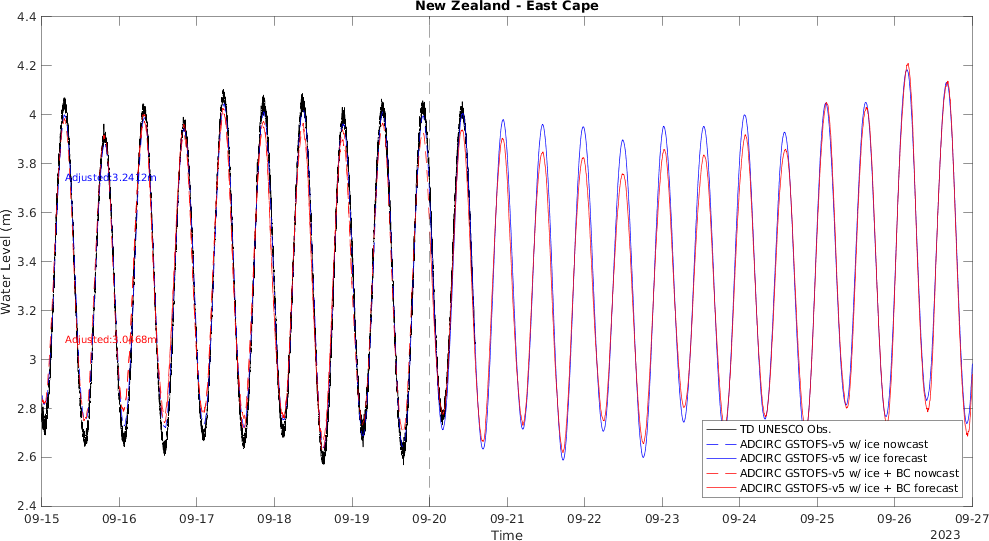 New Zealand - East Cape
4.4
4.2
4
3.8
3.6
3.4
3.2
3
2.8
2.6
2.4
Water Level (m)
Adjusted:3.2412m
Adjusted:3.0468m
TD UNESCO Obs.
ADCIRC GSTOFS-v5 w/ ice nowcast
ADCIRC GSTOFS-v5 w/ ice forecast
ADCIRC GSTOFS-v5 w/ ice + BC nowcast
ADCIRC GSTOFS-v5 w/ ice + BC forecast
09-15 09-16 09-17 09-18 09-19 09-20 09-21 09-22 09-23 09-24 09-25 09-26 09-27
Time
2023